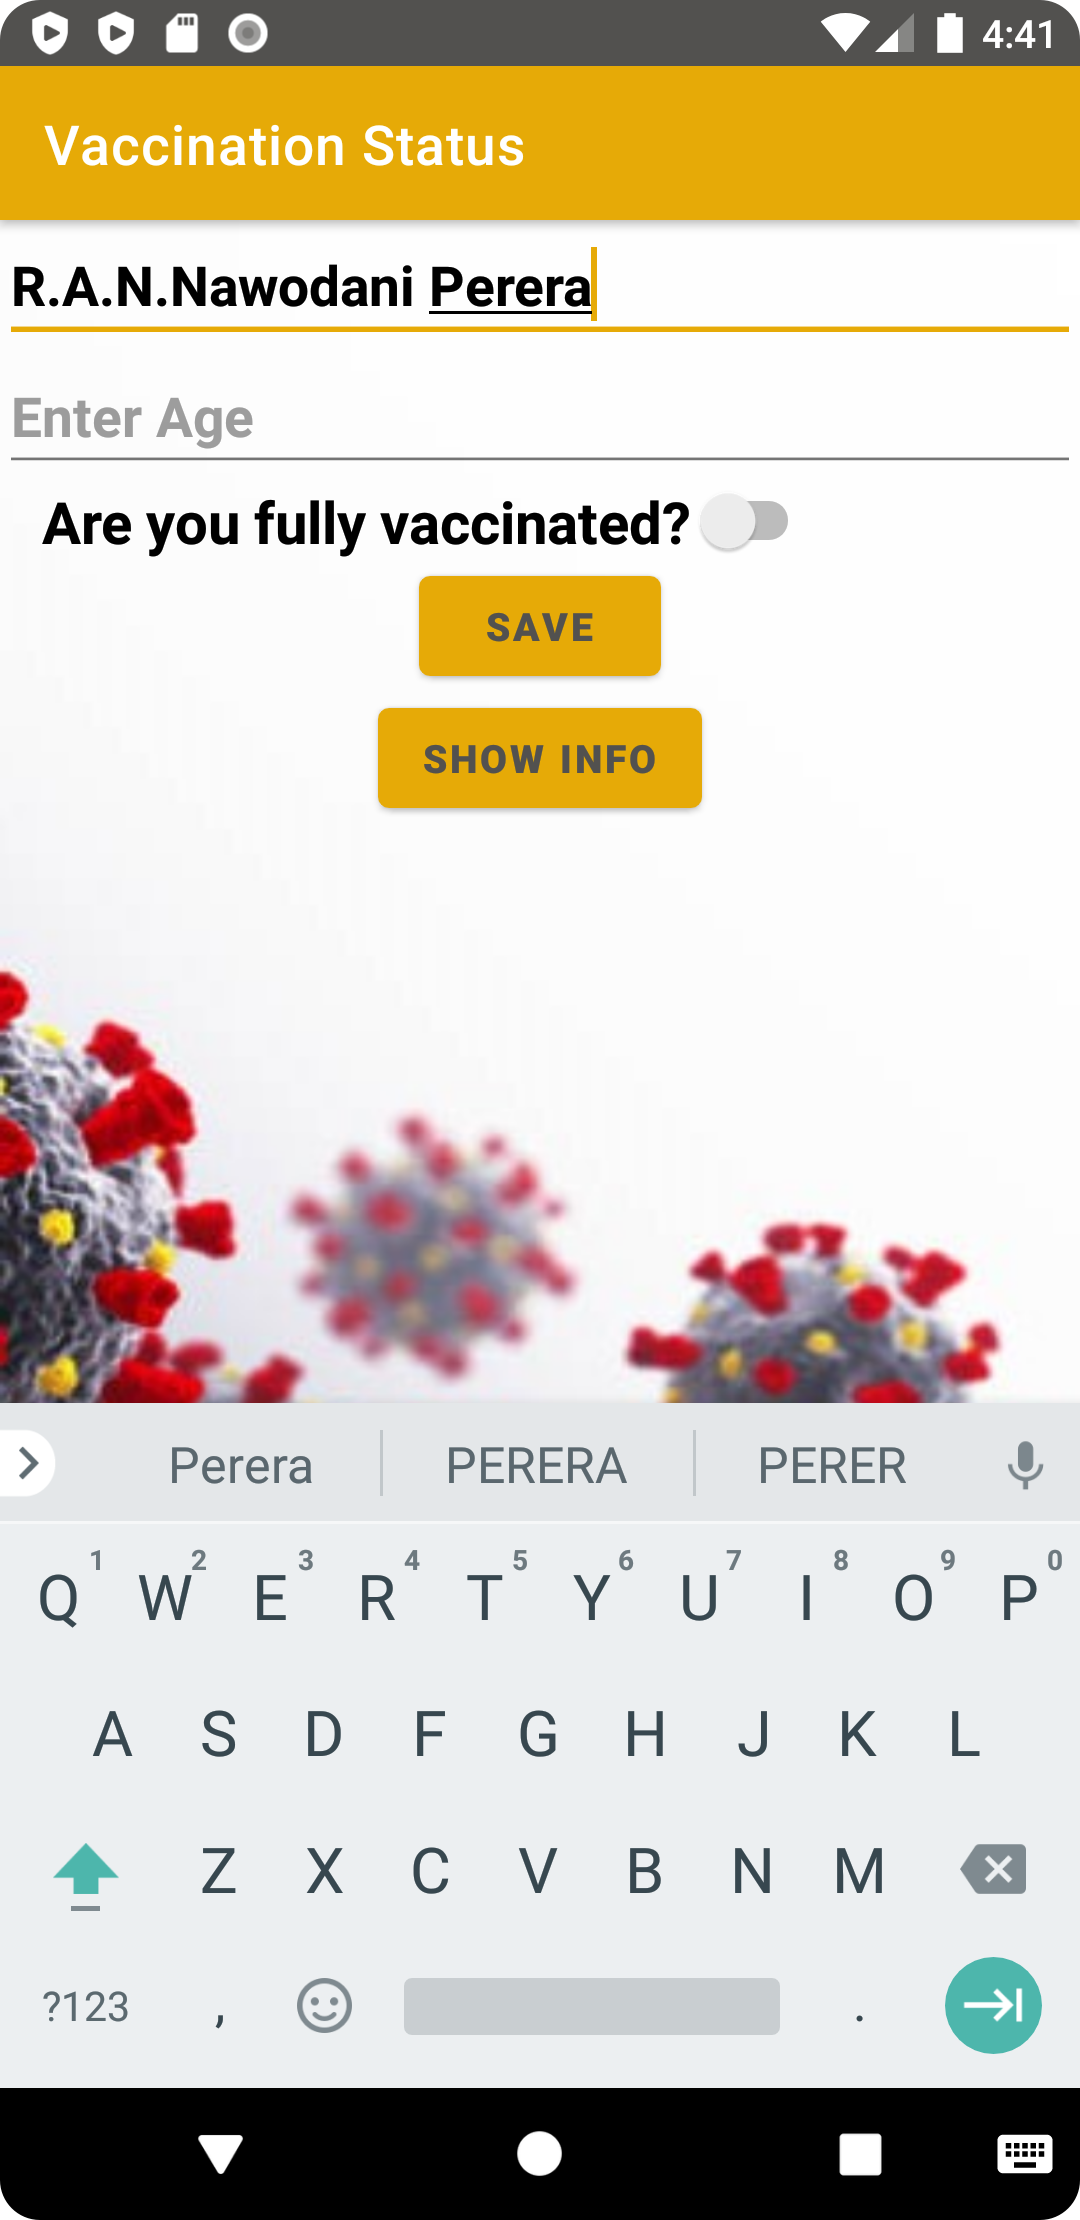 4:41
Vaccination Status
R.A.N.Nawodani Perera
Enter Age
Are you fully vaccinated?
SAVE
SHOW INFO
Perera PERERA PERER
1 2 3 4 5 6 7 8 9 0
Q W E R T Y U I O P
A S D F G H J K L
Z X C V B N M
?123 , .